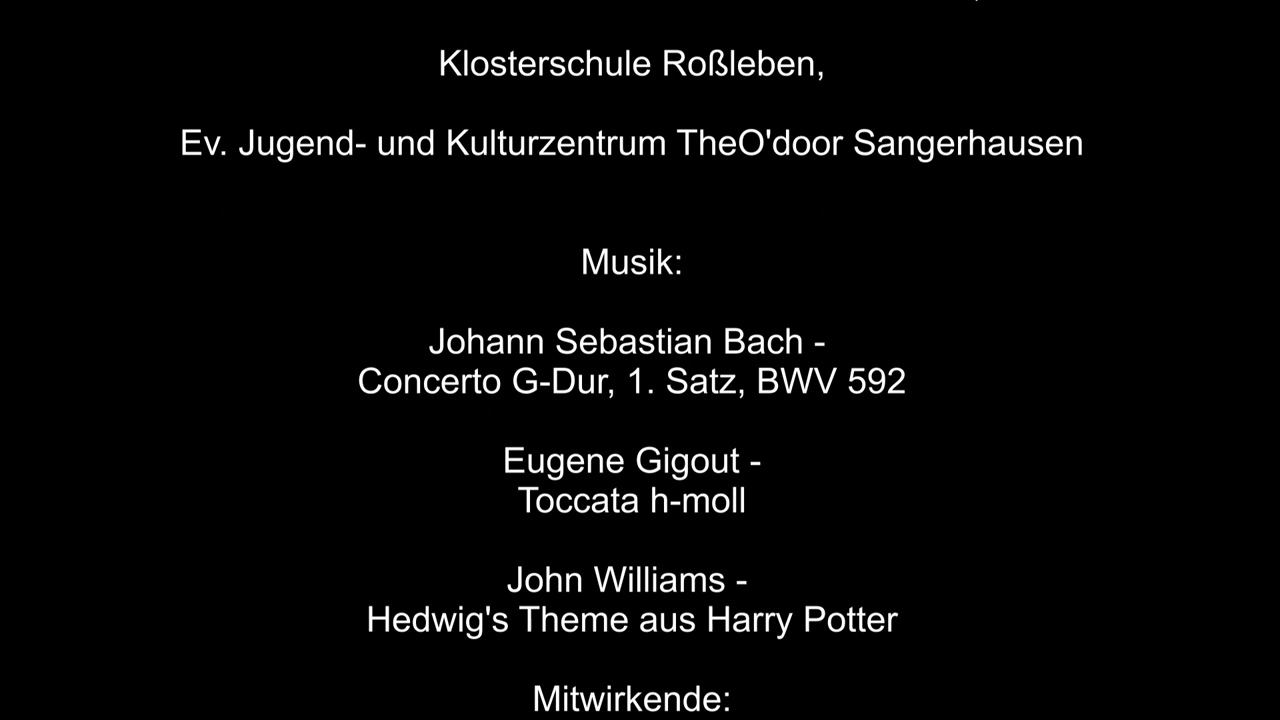 Klosterschule Roßleben,
Ev. Jugend- und Kulturzentrum TheO'door Sangerhausen
Musik:
Johann Sebastian Bach -
Concerto G-Dur, 1. Satz, BWV 592
Eugene Gigout -
Toccata h-moll
John Williams -
Hedwig's Theme aus Harry Potter
Mitwirkende: